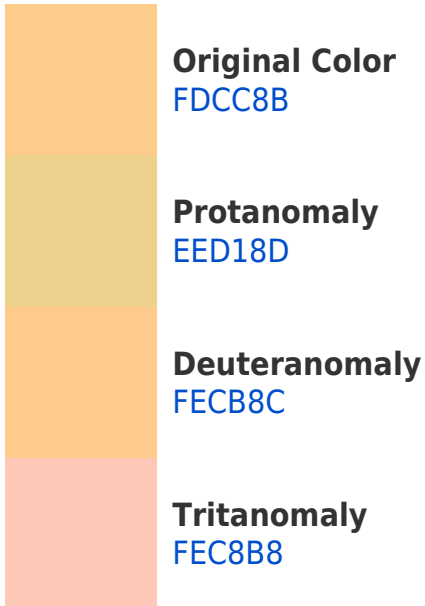 Original Color
FDCC8B
Protanomaly
EED18D
Deuteranomaly
FECB8C
Tritanomaly
FEC8B8